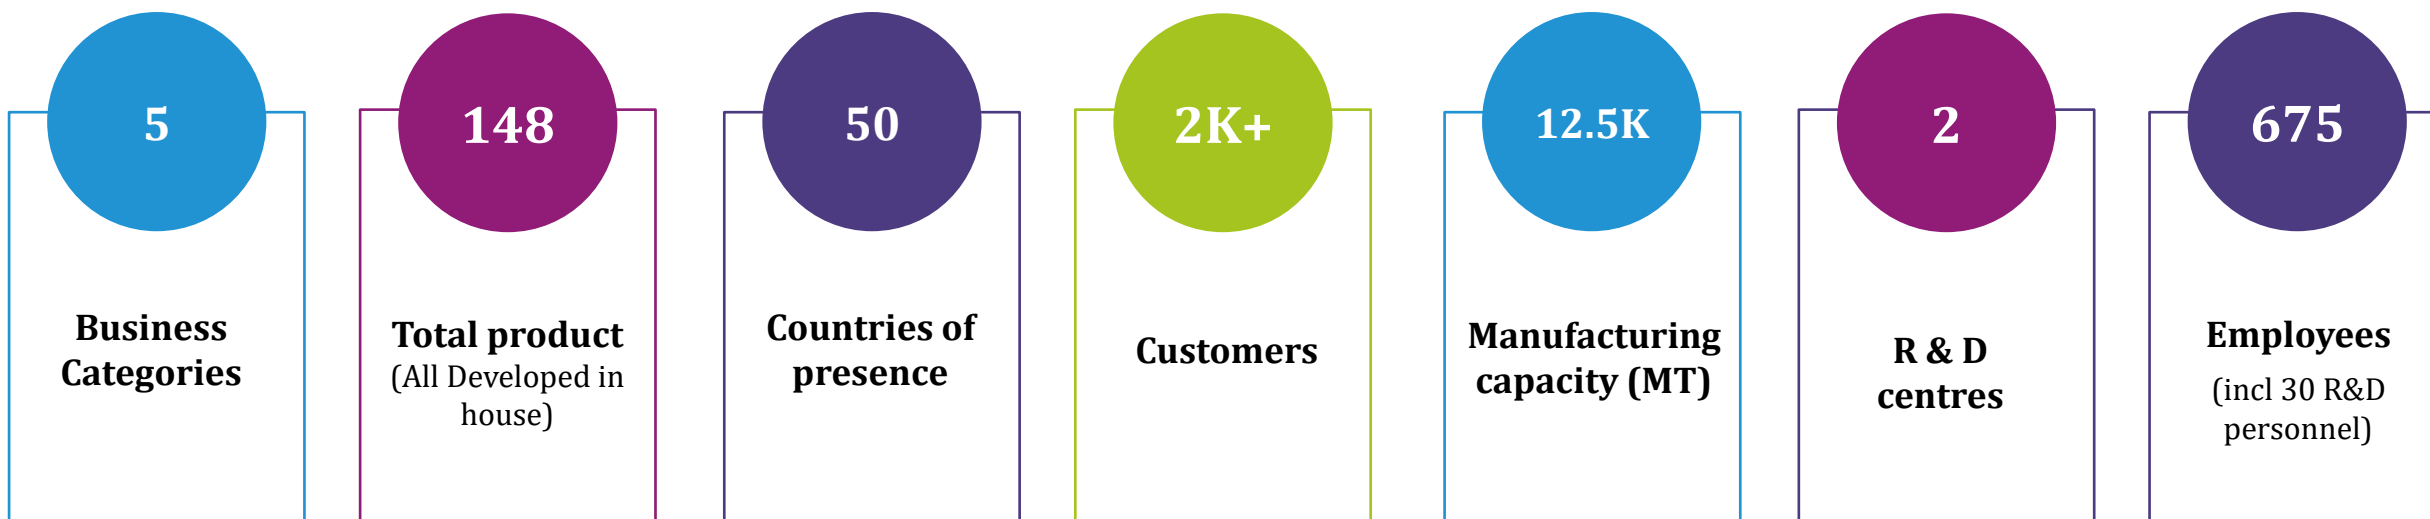 5
Business
Categories
148
Total product
(All Developed in
house)
50
Countries of
presence
2K+
Customers
12.5K
Manufacturing
capacity (MT)
2
R & D
centres
675
Employees
(incl 30 R&D
personnel)